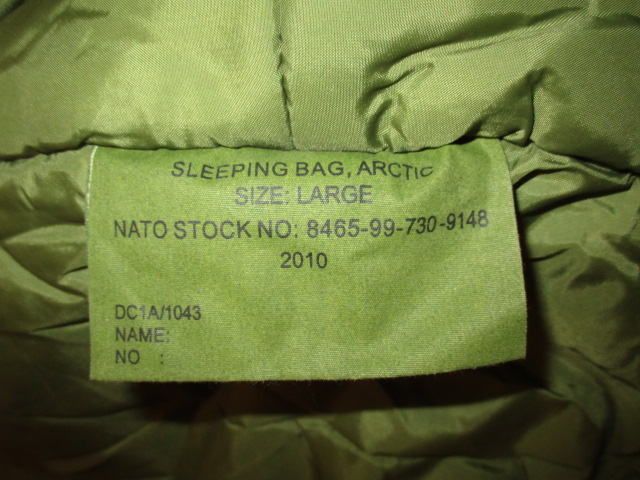 SLEEPING BAG, ARCTIC
SIZE: LARGE
NATO STOCK NO: 8465-99-730-9148
2010
DC1A/1043
NAME:
NO :